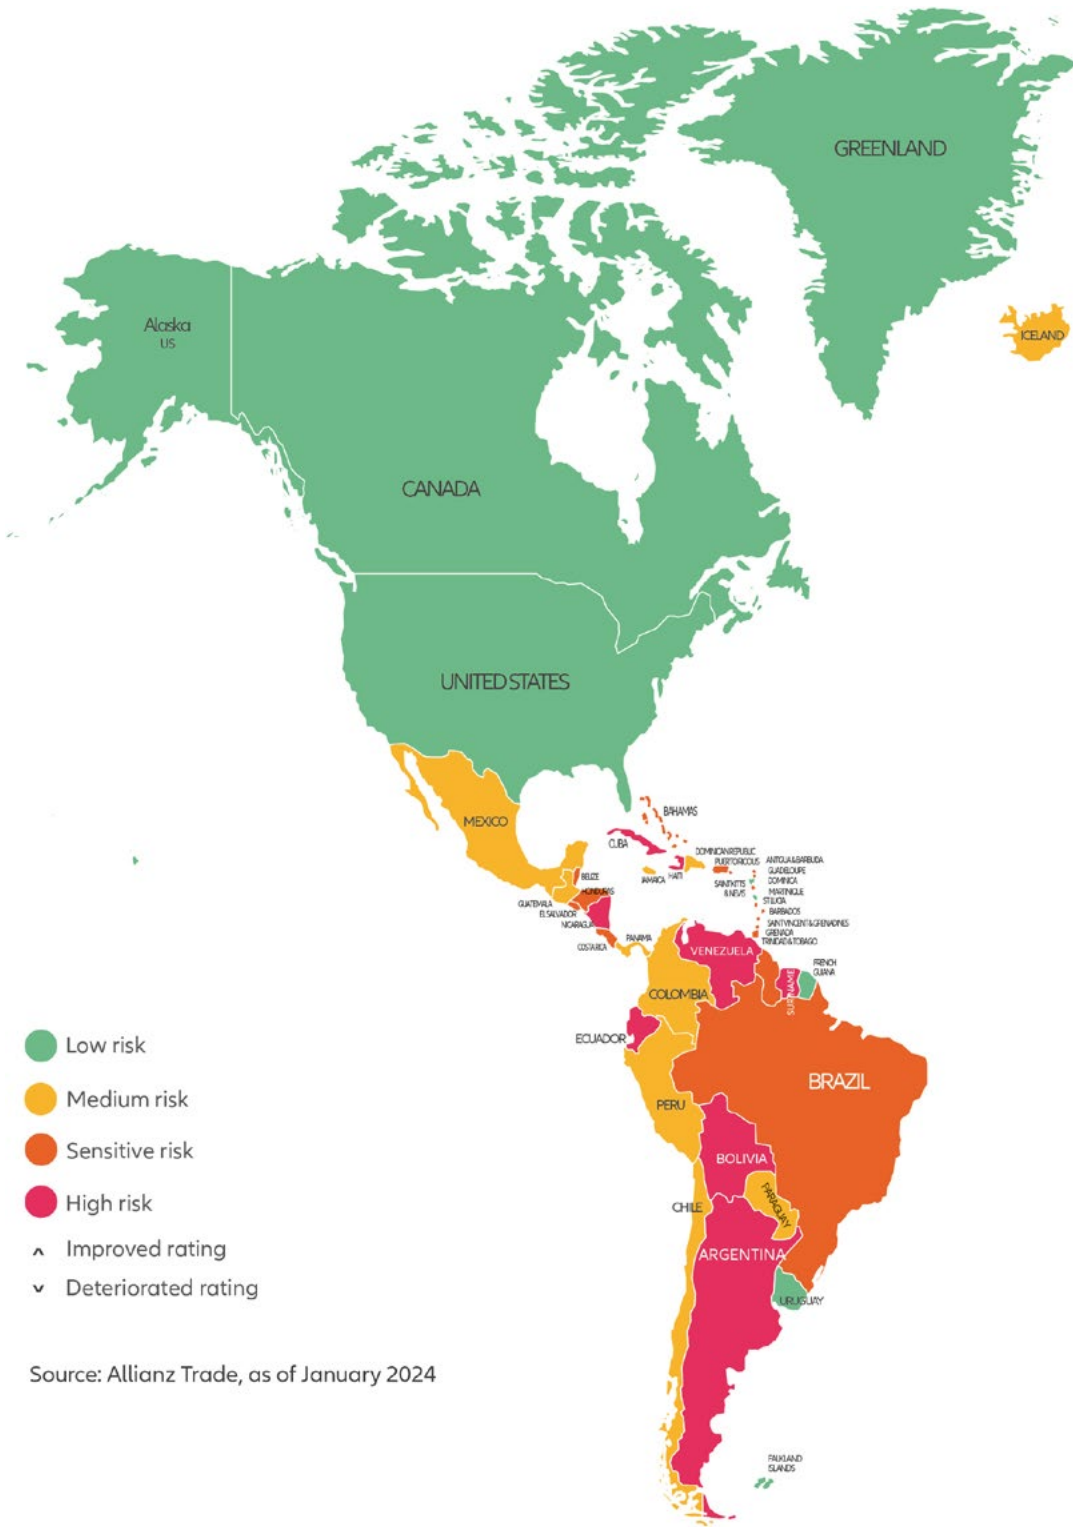 GREENLAND
ICELAND
Alaska
US
CANADA
UNITED STATES
MEXICO
BAHAMAS
CUBA
DOMINICAN REPUBLIC
PUERTO RICO US
JAMAICA
HAITI
SAINT KITTS
& NEVIS
ANTIGUA & BARBUDA
GUADELOUPE
DOMINICA
MARTINIQUE
ST LUCIA
BARBADOS
SAINT VINCENT & GRENADINES
GRENADA
TRINIDAD & TOBAGO
BELIZE
HONDURAS
GUATEMALA
EL SALVADOR
NICARAGUA
COSTA RICA
PANAMA
VENEZUELA
FRENCH
GUIANA
SURINAME
COLOMBIA
ECUADOR
BRAZIL
PERU
BOLIVIA
PARAGUAY
CHILE
ARGENTINA
URUGUAY
FALKLAND
ISLANDS
Low risk
Medium risk
Sensitive risk
High risk
Improved rating
Deteriorated rating
Source: Allianz Trade, as of January 2024